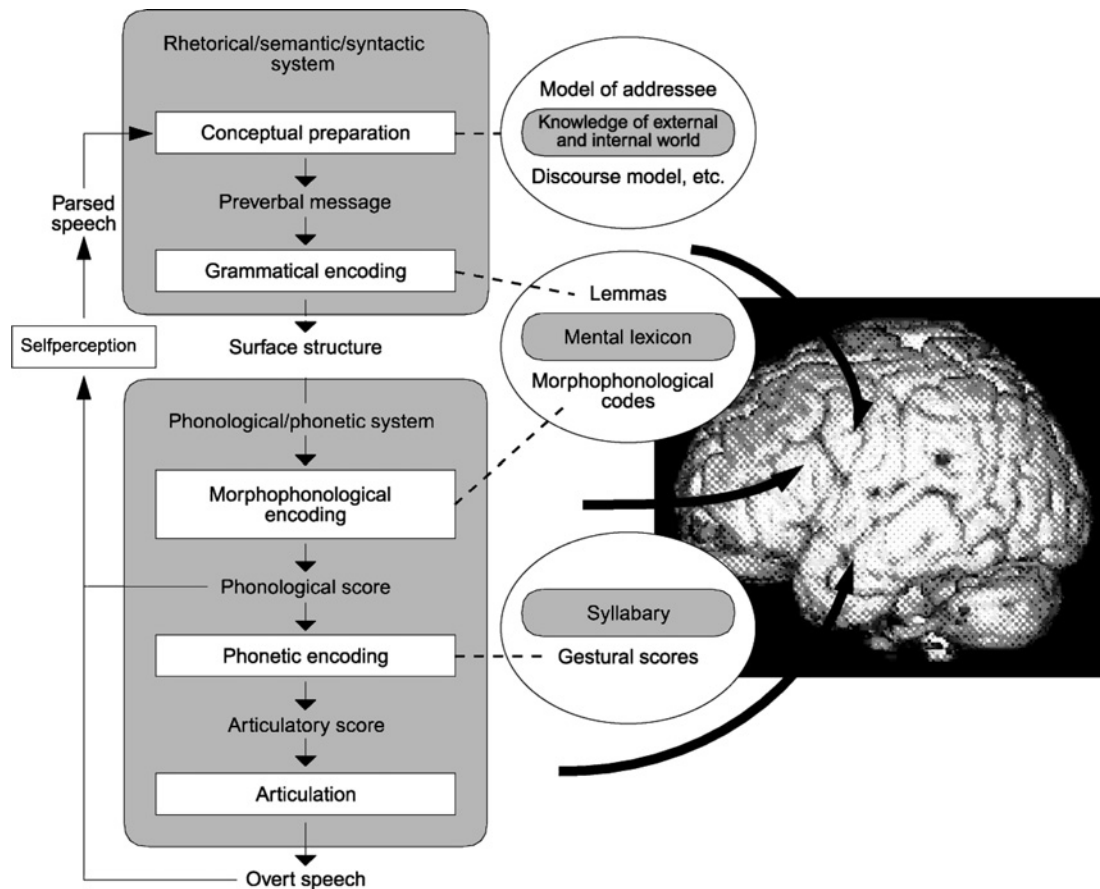 Rhetorical/semantic/syntactic
system
Conceptual preparation
Preverbal message
Grammatical encoding
Parsed
speech
Selfperception
Surface structure
Phonological/phonetic system
Morphophonological
encoding
Phonological score
Phonetic encoding
Articulatory score
Articulation
Overt speech
Model of addressee
Knowledge of external
and internal world
Discourse model, etc.
Lemmas
Mental lexicon
Morphophonological
codes
Syllabary
Gestural scores